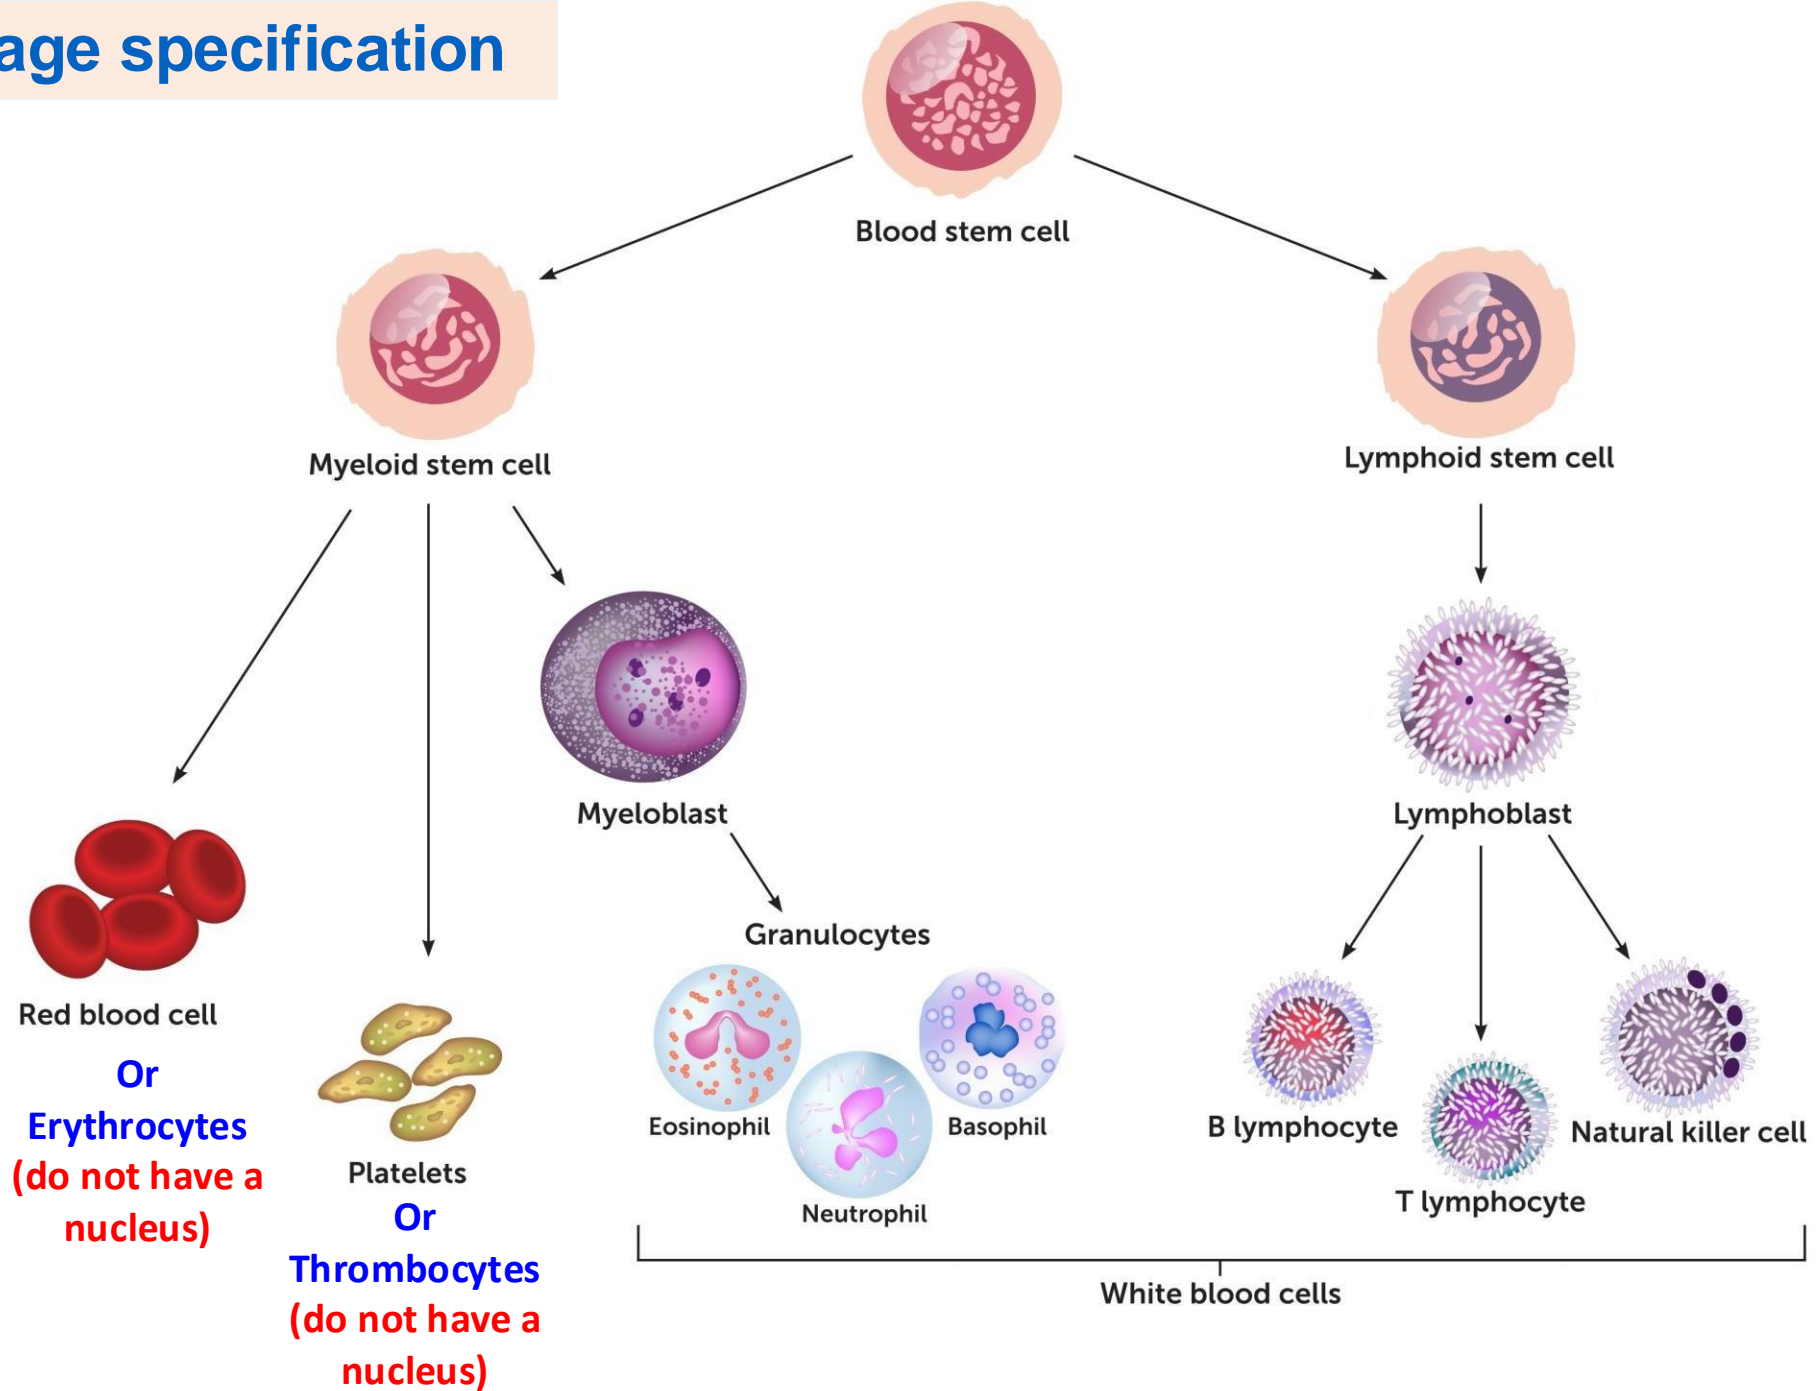 age specification
Blood stem cell
Myeloid stem cell
Lymphoid stem cell
Myeloblast
Lymphoblast
Granulocytes
Red blood cell
Or
Erythrocytes
(do not have a
nucleus)
Platelets
Or
Thrombocytes
(do not have a
nucleus)
Eosinophil
Neutrophil
Basophil
B lymphocyte
T lymphocyte
Natural killer cell
White blood cells